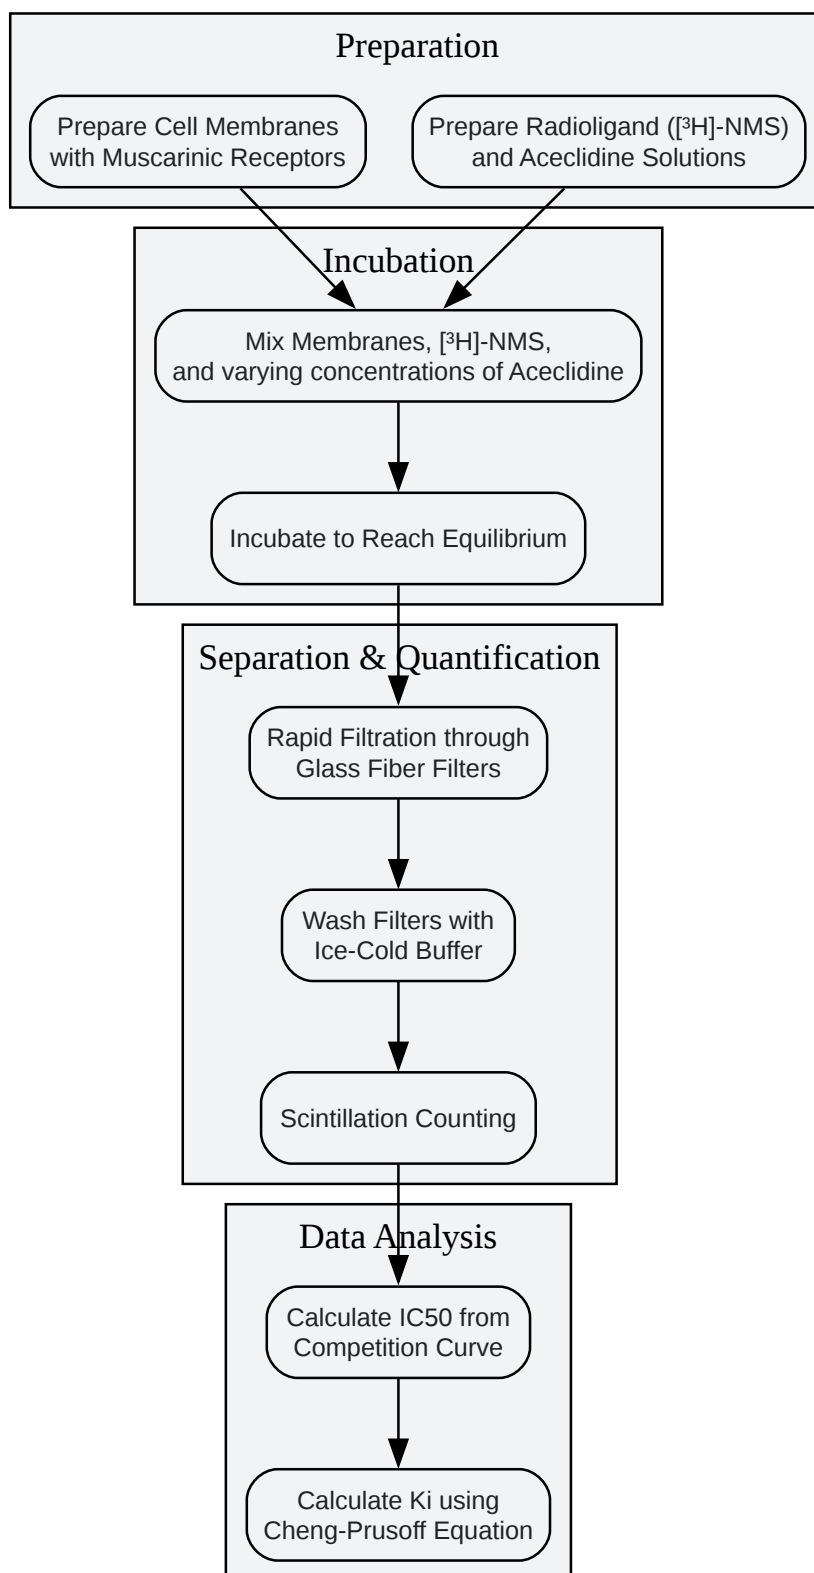 Preparation
Prepare Cell Membranes
with Muscarinic Receptors
Prepare Radioligand ([³H]-NMS)
and Aceclidine Solutions
Incubation
Mix Membranes, [³H]-NMS,
and varying concentrations of Aceclidine
Incubate to Reach Equilibrium
Separation & Quantification
Rapid Filtration through
Glass Fiber Filters
Wash Filters with
Ice-Cold Buffer
Scintillation Counting
Data Analysis
Calculate IC50 from
Competition Curve
Calculate Ki using
Cheng-Prusoff Equation